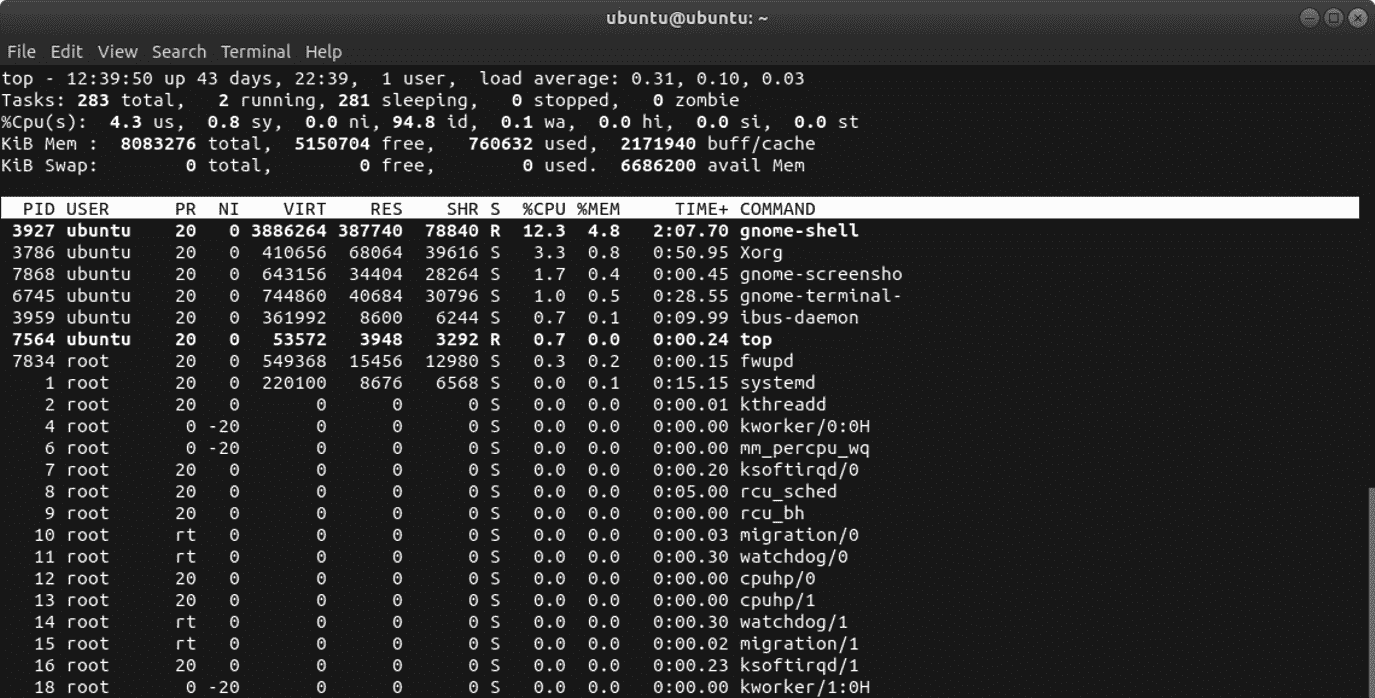 ubuntu@ubuntu: ~
File Edit View Search Terminal Help
top - 12:39:50 up 43 days, 22:39,  1 user,  load average: 0.31, 0.10, 0.03
Tasks: 283 total,   2 running, 281 sleeping,   0 stopped,   0 zombie
%Cpu(s):  4.3 us,  0.8 sy,  0.0 ni, 94.8 id,  0.1 wa,  0.0 hi,  0.0 si,  0.0 st
KiB Mem :  8083276 total,  5150704 free,   760632 used,  2171940 buff/cache
KiB Swap:        0 total,        0 free,        0 used.  6686200 avail Mem
  PID USER      PR  NI    VIRT    RES    SHR S  %CPU %MEM     TIME+ COMMAND
 3927 ubuntu    20   0 3886264 387740  78840 R  12.3  4.8   2:07.70 gnome-shell
 3786 ubuntu    20   0  410656  68064  39616 S   3.3  0.8   0:50.95 Xorg
 7868 ubuntu    20   0  643156  34404  28264 S   1.7  0.4   0:00.45 gnome-screensho
 6745 ubuntu    20   0  744860  40684  30796 S   1.0  0.5   0:28.55 gnome-terminal-
 3959 ubuntu    20   0  361992   8600   6244 S   0.7  0.1   0:09.99 ibus-daemon
 7564 ubuntu    20   0   53572   3948   3292 R   0.7  0.0   0:00.24 top
 7834 root      20   0  549368  15456  12980 S   0.3  0.2   0:00.15 fwupd
    1 root      20   0  220100   8676   6568 S   0.0  0.1   0:15.15 systemd
    2 root      20   0       0      0      0 S   0.0  0.0   0:00.01 kthreadd
    4 root       0 -20       0      0      0 S   0.0  0.0   0:00.00 kworker/0:0H
    6 root       0 -20       0      0      0 S   0.0  0.0   0:00.00 mm_percpu_wq
    7 root      20   0       0      0      0 S   0.0  0.0   0:00.20 ksoftirqd/0
    8 root      20   0       0      0      0 S   0.0  0.0   0:05.00 rcu_sched
    9 root      20   0       0      0      0 S   0.0  0.0   0:00.00 rcu_bh
   10 root      rt   0       0      0      0 S   0.0  0.0   0:00.03 migration/0
   11 root      rt   0       0      0      0 S   0.0  0.0   0:00.30 watchdog/0
   12 root      20   0       0      0      0 S   0.0  0.0   0:00.00 cpuhp/0
   13 root      20   0       0      0      0 S   0.0  0.0   0:00.00 cpuhp/1
   14 root      rt   0       0      0      0 S   0.0  0.0   0:00.30 watchdog/1
   15 root      rt   0       0      0      0 S   0.0  0.0   0:00.02 migration/1
   16 root      20   0       0      0      0 S   0.0  0.0   0:00.23 ksoftirqd/1
   18 root       0 -20       0      0      0 S   0.0  0.0   0:00.00 kworker/1:0H